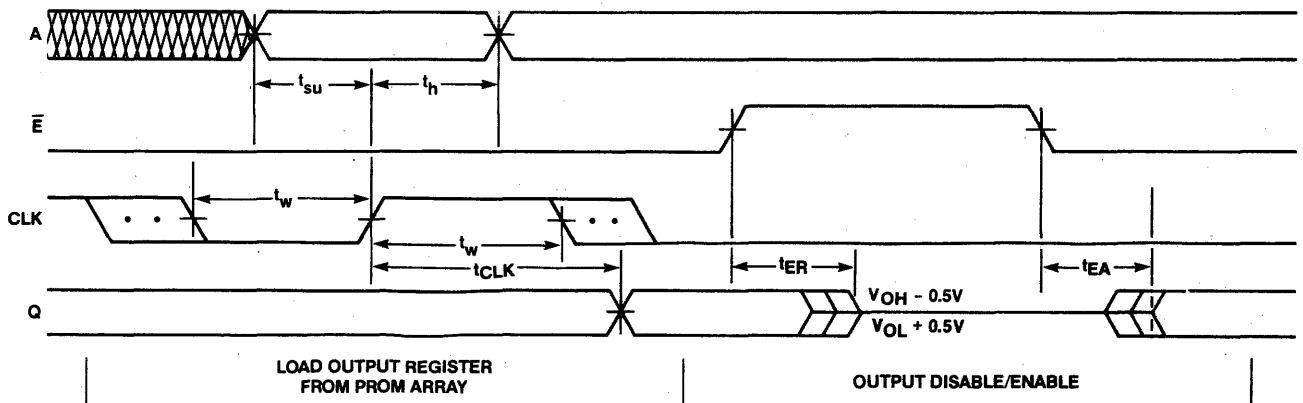 A
t_su
t_h
E̅
t_w
CLK
t_w
t_CLK
t_ER
t_EA
Q
V_OH – 0.5V
V_OL + 0.5V
LOAD OUTPUT REGISTER
FROM PROM ARRAY
OUTPUT DISABLE/ENABLE